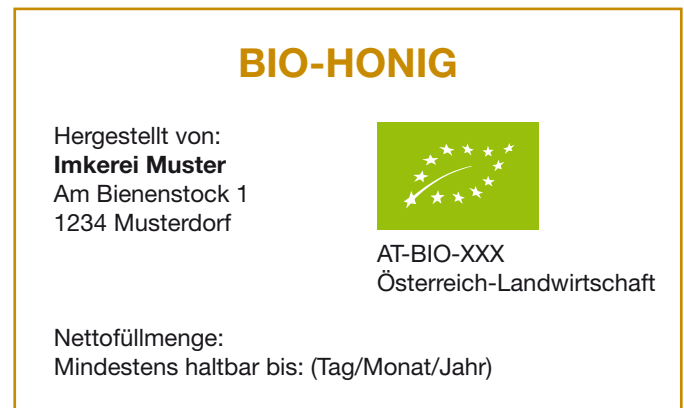 BIO-HONIG
Hergestellt von:
Imkerei Muster
Am Bienenstock 1
1234 Musterdorf
AT-BIO-XXX
Österreich-Landwirtschaft
Nettofüllmenge:
Mindestens haltbar bis: (Tag/Monat/Jahr)